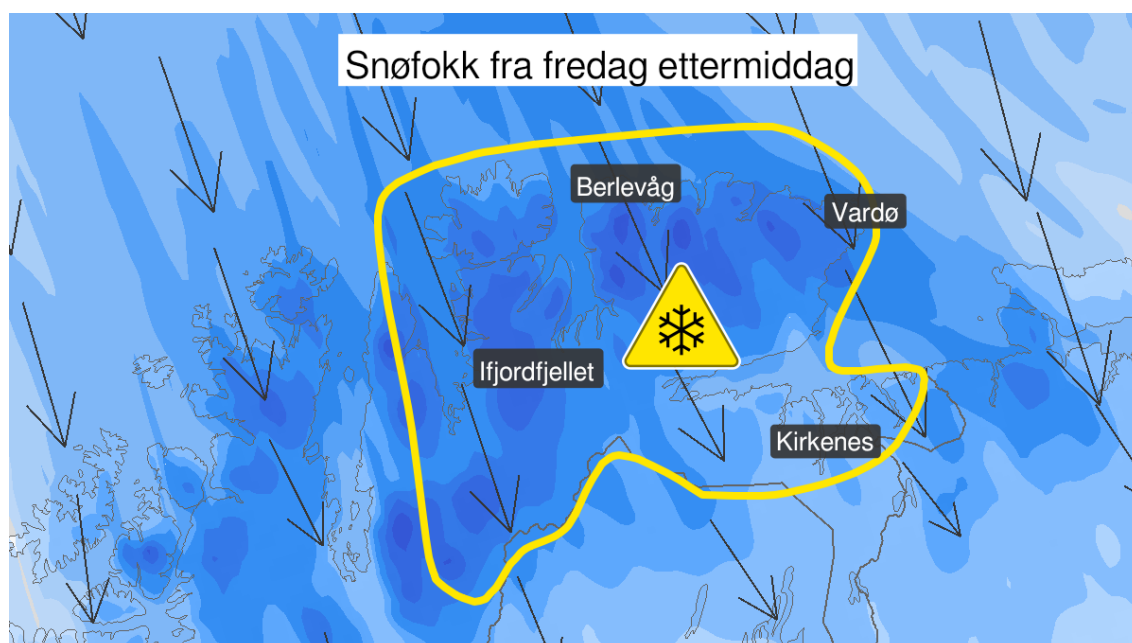 Snøfokk fra fredag ettermiddag
Berlevåg
Vardø
Ifjordfjellet
Kirkenes